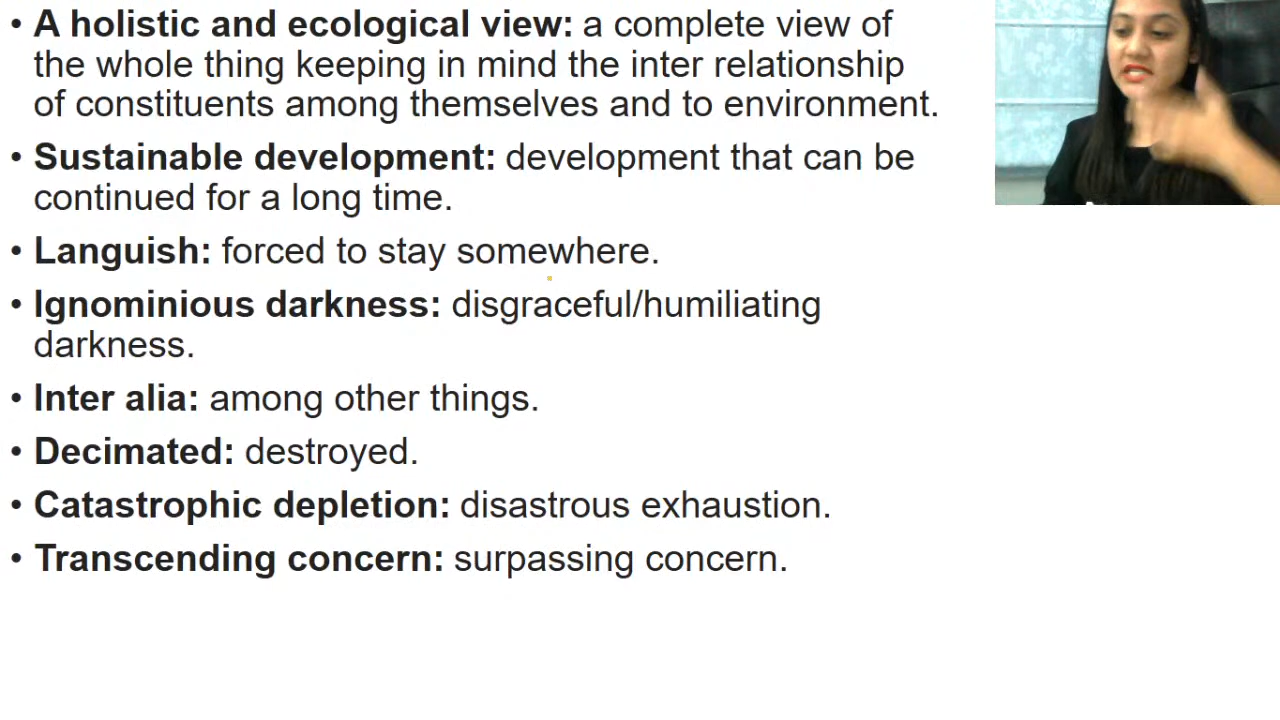 • A holistic and ecological view: a complete view of
the whole thing keeping in mind the inter relationship
of constituents among themselves and to environment.
• Sustainable development: development that can be
continued for a long time.
• Languish: forced to stay somewhere.
• Ignominious darkness: disgraceful/humiliating
darkness.
• Inter alia: among other things.
• Decimated: destroyed.
• Catastrophic depletion: disastrous exhaustion.
• Transcending concern: surpassing concern.